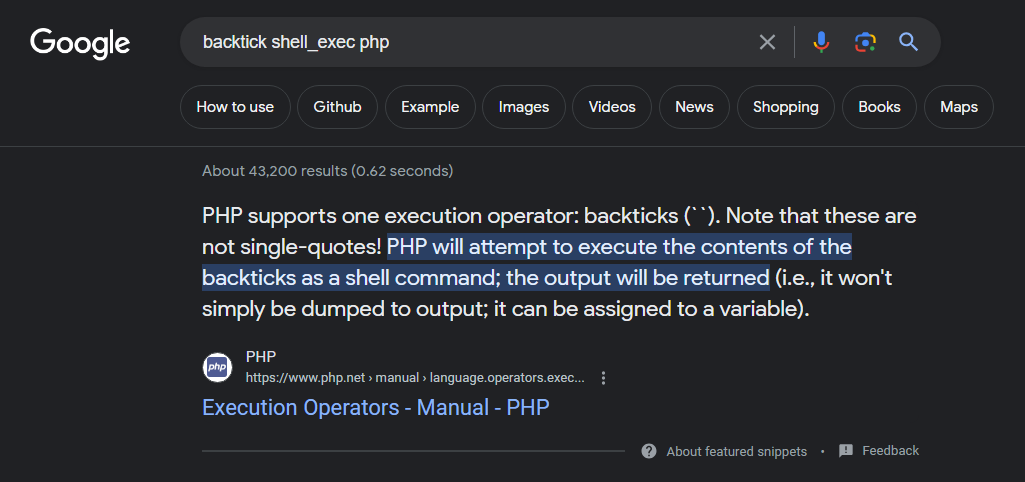 Google
backtick shell_exec php
How to use
Github
Example
Images
Videos
News
Shopping
Books
Maps
About 43,200 results (0.62 seconds)
PHP supports one execution operator: backticks (``). Note that these are
not single-quotes! PHP will attempt to execute the contents of the
backticks as a shell command; the output will be returned (i.e., it won't
simply be dumped to output; it can be assigned to a variable).
php
PHP
https://www.php.net › manual › language.operators.exec...
Execution Operators - Manual - PHP
About featured snippets • Feedback